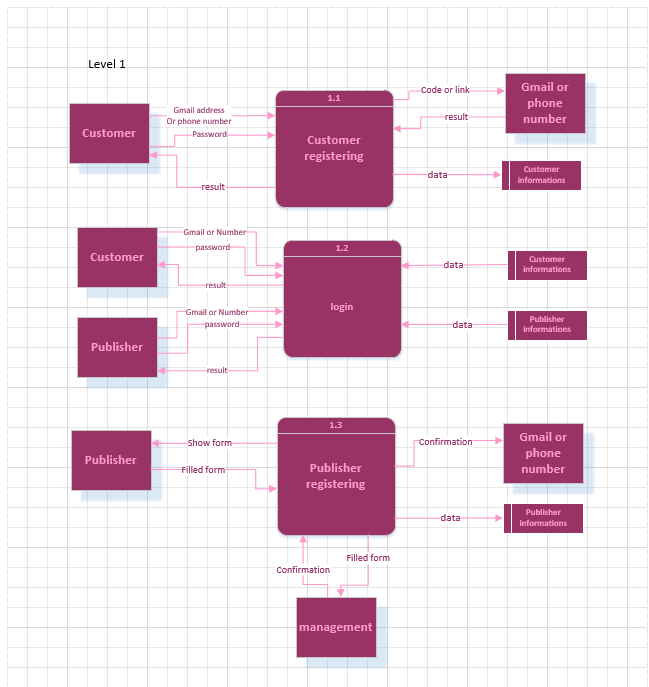 Level 1
1.1
Customer
registering
Customer
Gmail address
Or phone number
Password
result
Code or link
result
Gmail or
phone
number
data
Customer
informations
1.2
login
Customer
Gmail or Number
password
result
data
Customer
informations
Publisher
Gmail or Number
password
result
data
Publisher
informations
1.3
Publisher
registering
Publisher
Show form
Filled form
Confirmation
Gmail or
phone
number
data
Publisher
informations
Confirmation
Filled form
management